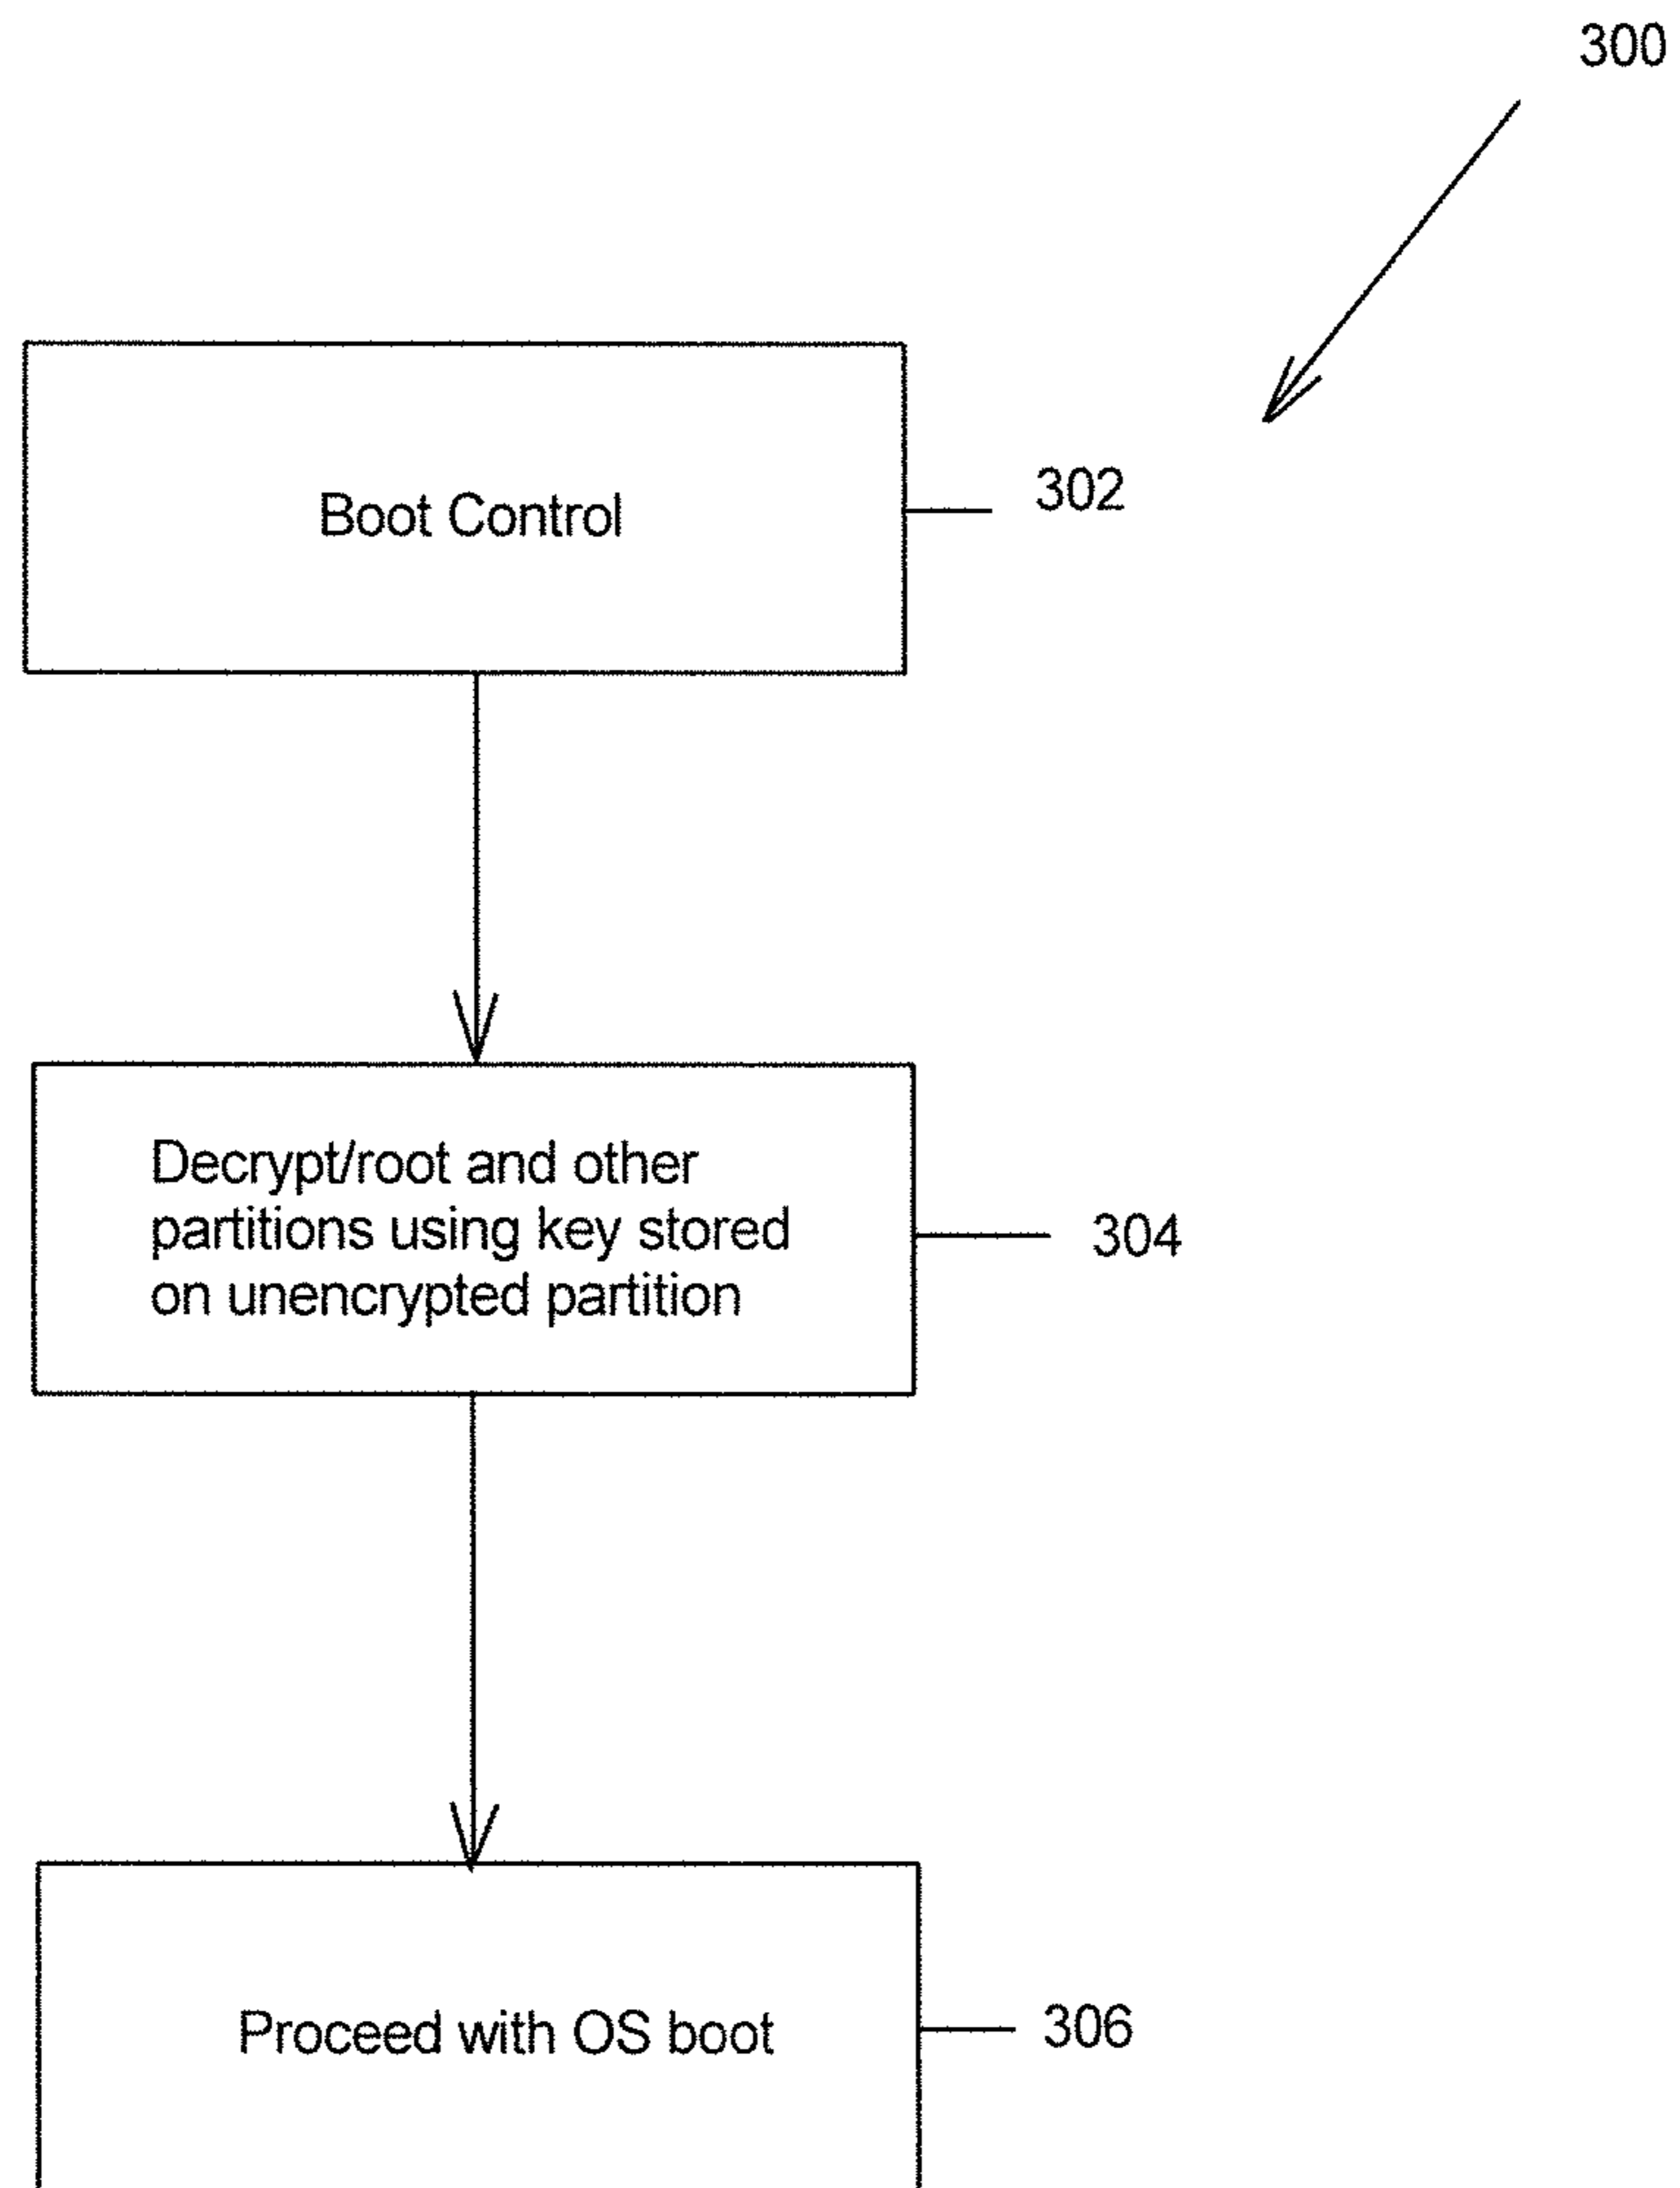 300
Boot Control
302
Decrypt/root and other
partitions using key stored
on unencrypted partition
304
Proceed with OS boot
306